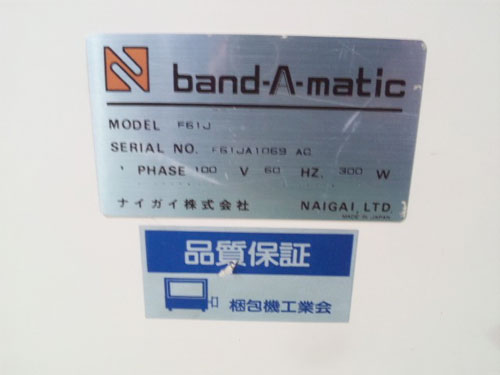 band-A-matic
MODEL F61J
SERIAL NO. F61JA1069 AC
PHASE 100 V 60 HZ. 300 W
ナイガイ株式会社 NAIGAI, LTD.
MADE IN JAPAN
品質保証
梱包機工業会